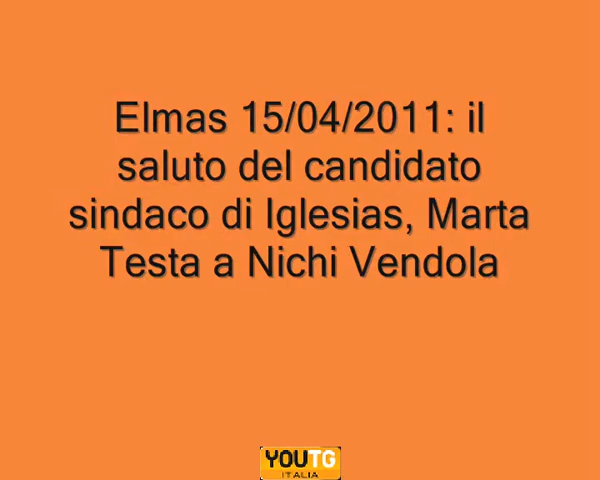 Elmas 15/04/2011: il
saluto del candidato
sindaco di Iglesias, Marta
Testa a Nichi Vendola
YOUTG
ITALIA